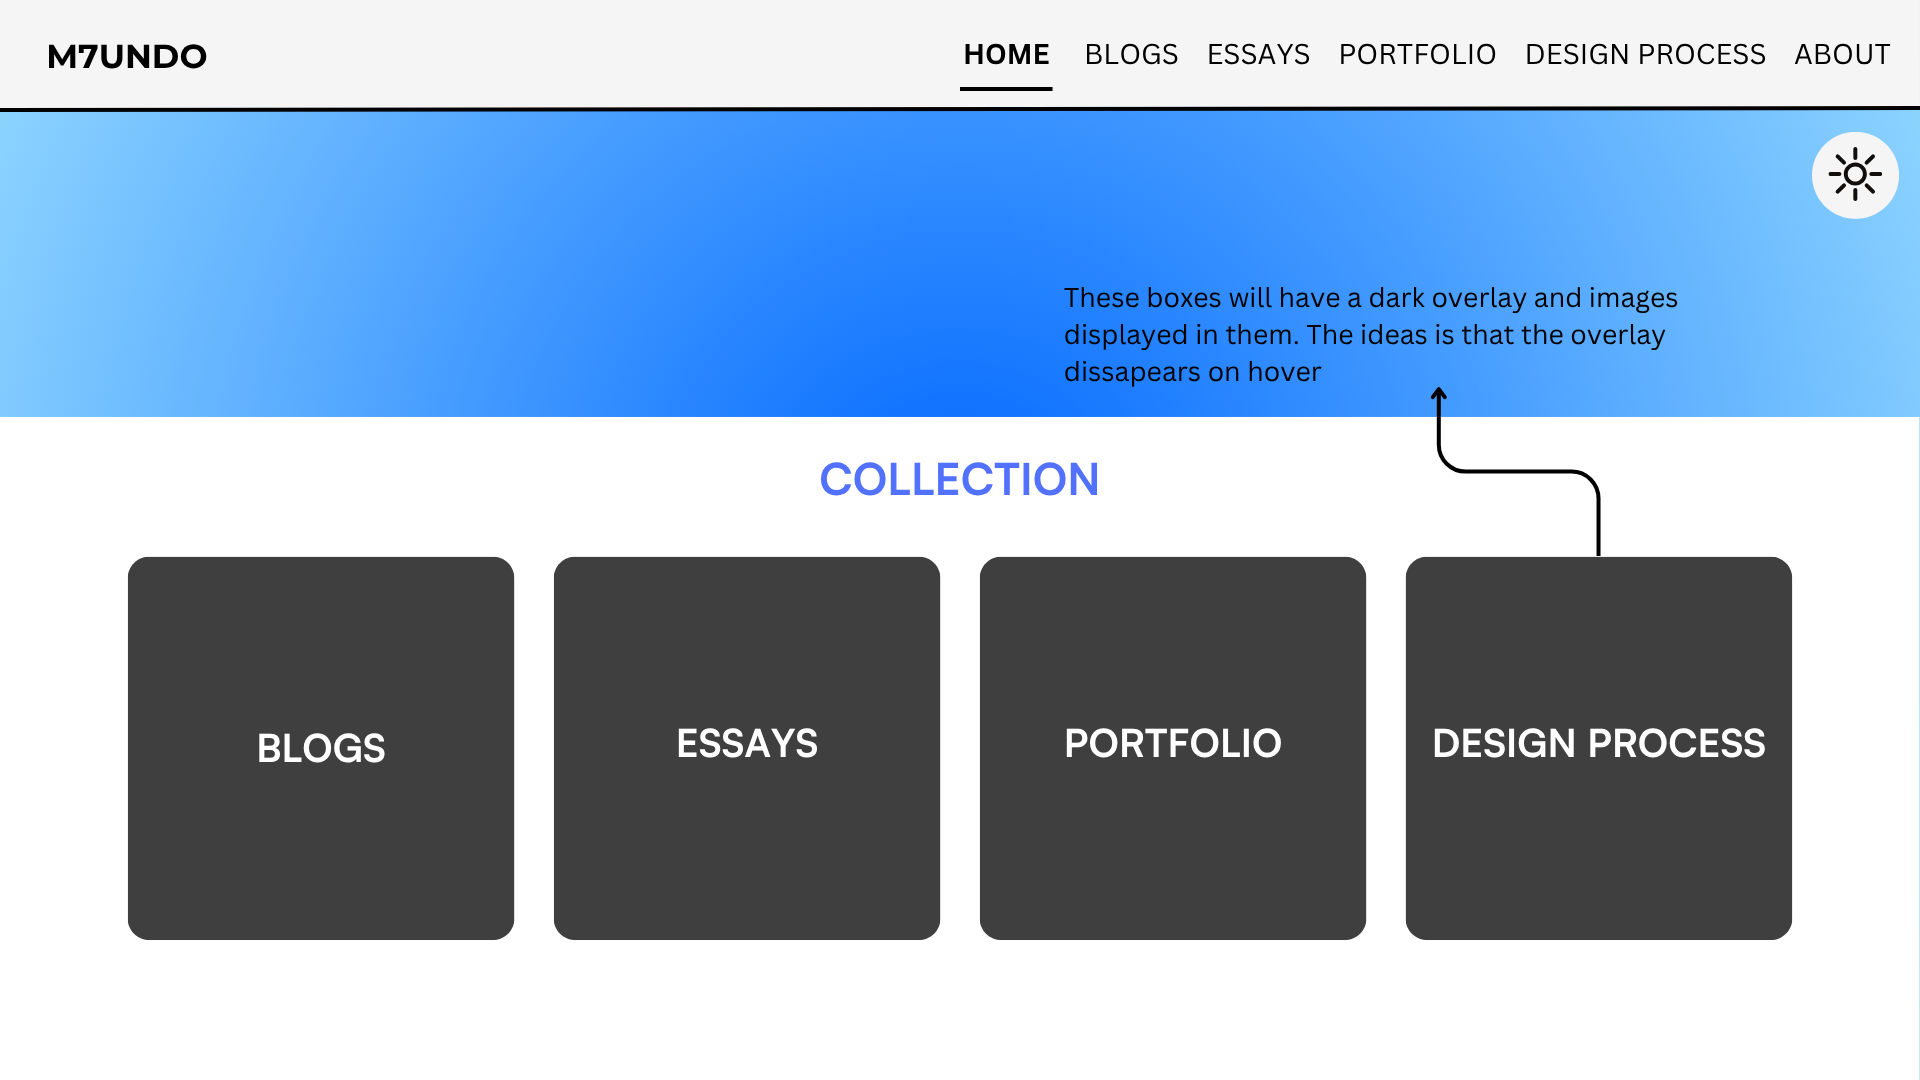 M7UNDO
HOME BLOGS ESSAYS PORTFOLIO DESIGN PROCESS ABOUT
These boxes will have a dark overlay and images
displayed in them. The ideas is that the overlay
dissapears on hover
COLLECTION
BLOGS
ESSAYS
PORTFOLIO
DESIGN PROCESS